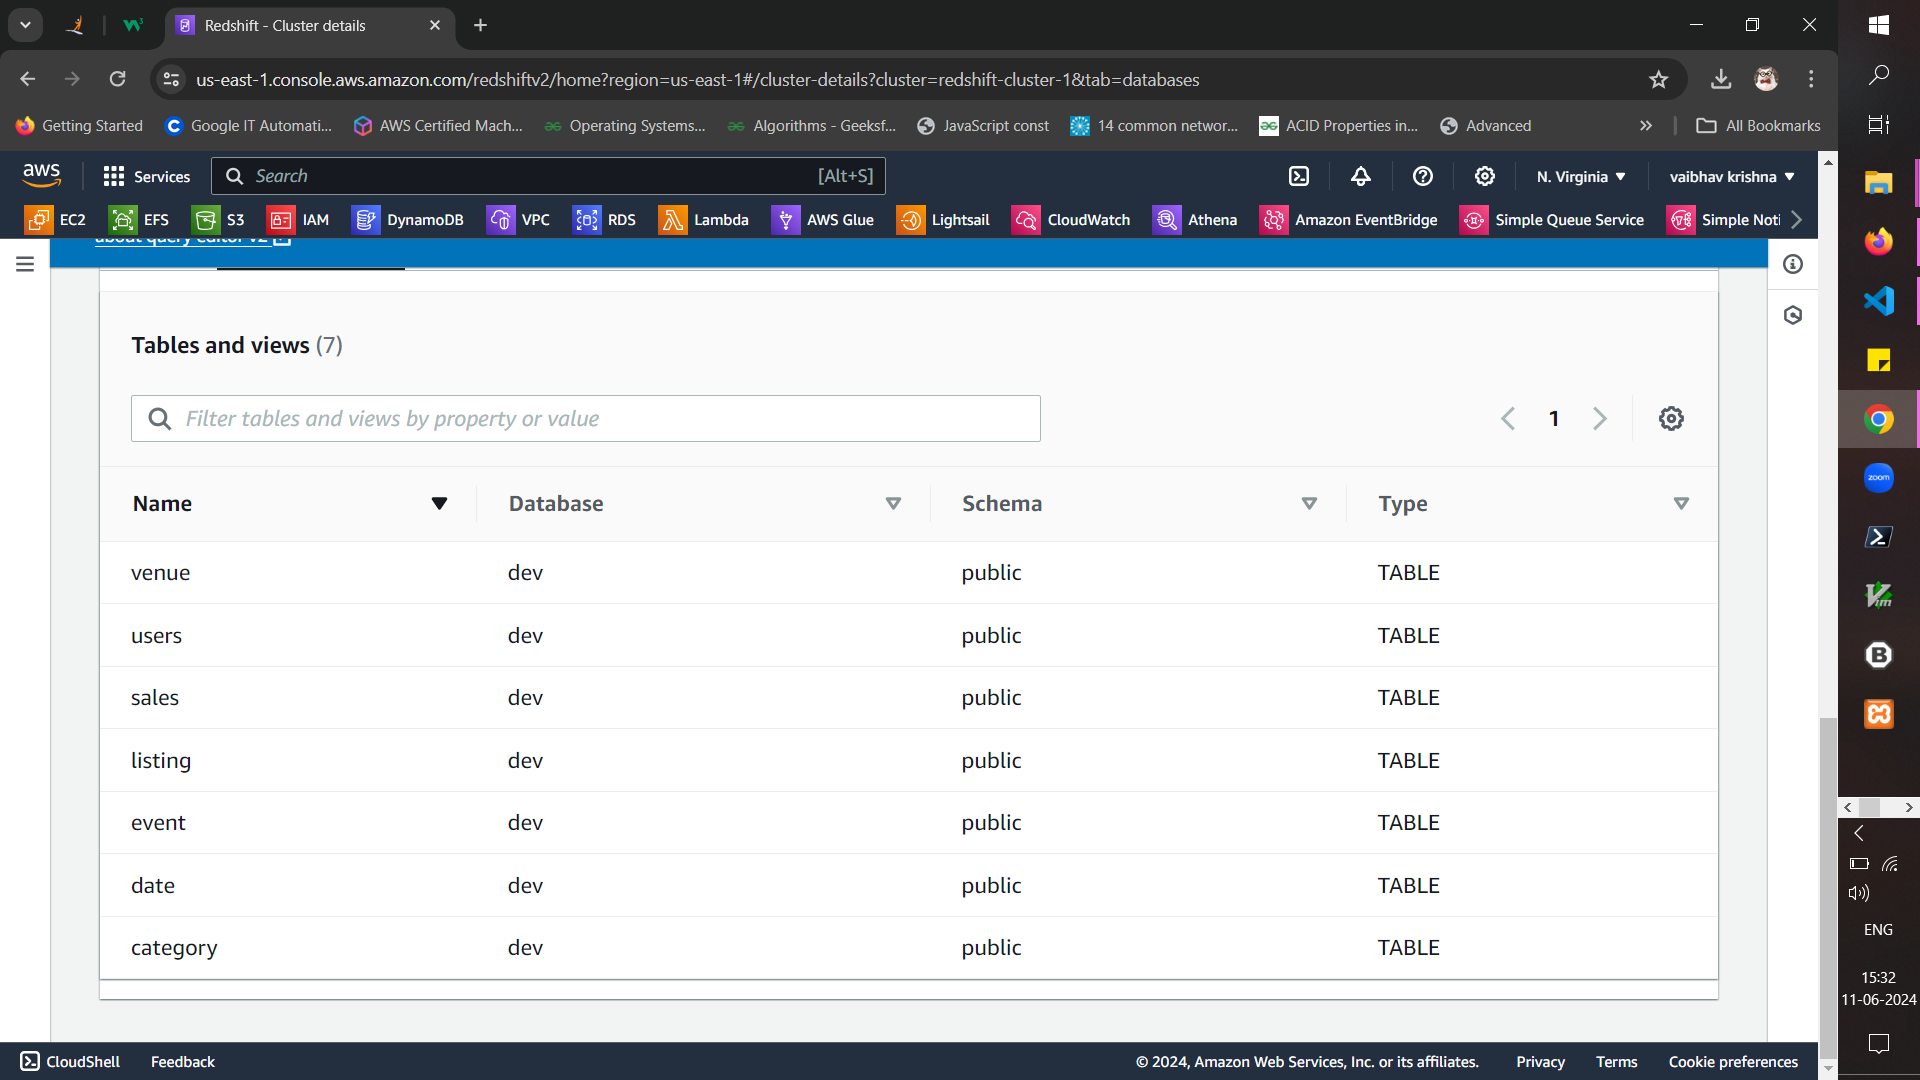 Redshift - Cluster details
us-east-1.console.aws.amazon.com/redshiftv2/home?region=us-east-1#/cluster-details?cluster=redshift-cluster-1&tab=databases
Getting Started Google IT Automati... AWS Certified Mach... Operating Systems... Algorithms - Geeksf... JavaScript const 14 common networ... ACID Properties in... Advanced » All Bookmarks
aws Services Search [Alt+S] N. Virginia vaibhav krishna
EC2 EFS S3 IAM DynamoDB VPC RDS Lambda AWS Glue Lightsail CloudWatch Athena Amazon EventBridge Simple Queue Service Simple Noti
about query editor v2
Tables and views (7)
Filter tables and views by property or value 1
Name Database Schema Type
venue dev public TABLE
users dev public TABLE
sales dev public TABLE
listing dev public TABLE
event dev public TABLE
date dev public TABLE
category dev public TABLE
CloudShell Feedback © 2024, Amazon Web Services, Inc. or its affiliates. Privacy Terms Cookie preferences
zoom
Vim
B
ENG
15:32
11-06-2024